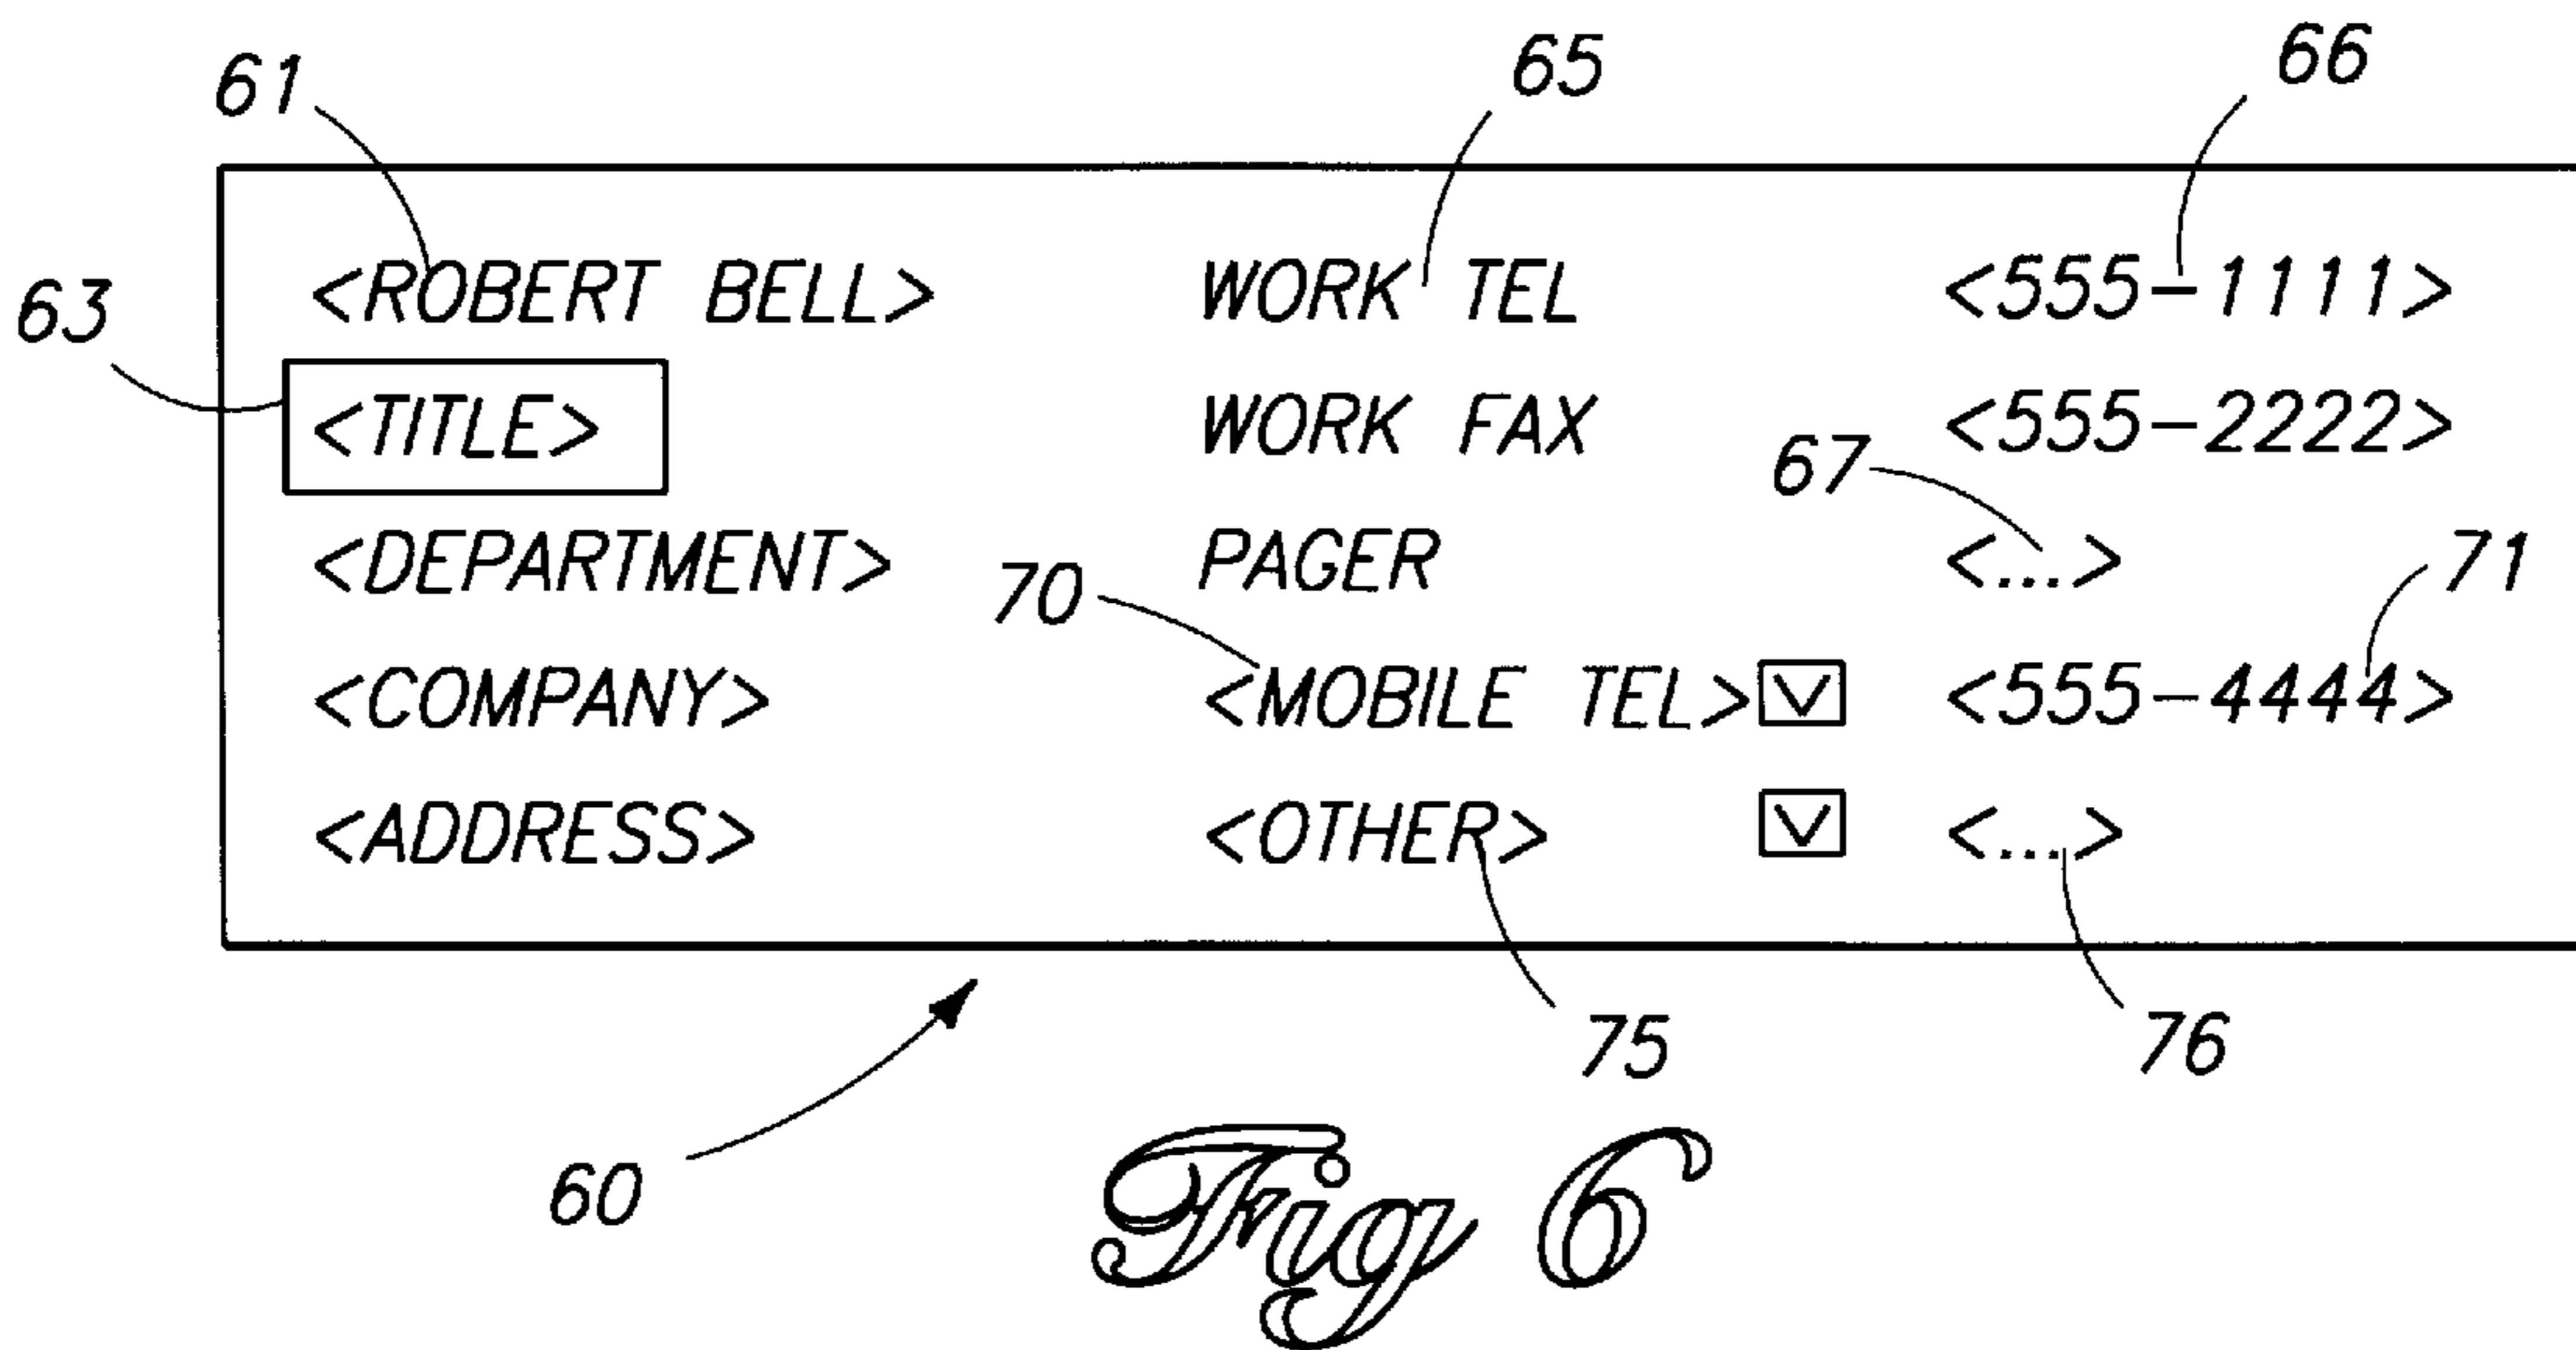 61 65 66
<ROBERT BELL> WORK TEL <555-1111>
63
<TITLE> WORK FAX <555-2222>
67
<DEPARTMENT> PAGER <...> 71
70
<COMPANY> <MOBILE TEL> <555-4444>
<ADDRESS> <OTHER> <...>
75 76
60
Fig 6